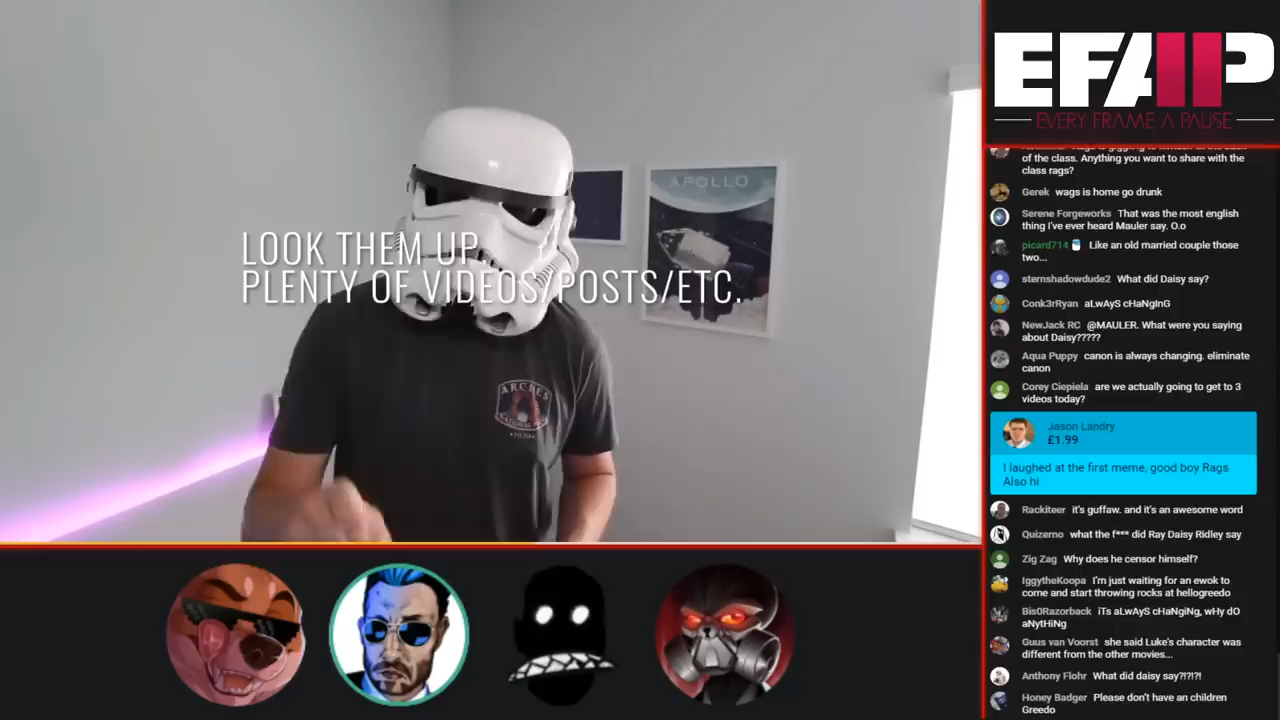 LOOK THEM UP.
PLENTY OF VIDEOS/POSTS/ETC.
APOLLO
ARCHES
NATIONAL PARK
EFAP
EVERY FRAME A PAUSE
of the class. Anything you want to share with the
class rags?
Gerek wags is home go drunk
Serene Forgeworks That was the most english
thing I've ever heard Mauler say. O.o
picard714 Like an old married couple those
two...
sternshadowdude2 What did Daisy say?
Conk3rRyan aLwAyS cHaNgInG
NewJack RC @MAULER. What were you saying
about Daisy?????
Aqua Puppy canon is always changing. eliminate
canon
Corey Ciepiela are we actually going to get to 3
videos today?
Jason Landry
£1.99
I laughed at the first meme, good boy Rags
Also hi
Rackiteer it's guffaw. and it's an awesome word
Quizerno what the f*** did Ray Daisy Ridley say
Zig Zag Why does he censor himself?
IggytheKoopa I'm just waiting for an ewok to
come and start throwing rocks at hellogreedo
Bis0Razorback iTs aLwAyS cHaNgiNg, wHy dO
aNytHiNg
Guus van Voorst she said Luke's character was
different from the other movies...
Anthony Flohr What did daisy say?!?!?!
Honey Badger Please don't have an children
Greedo